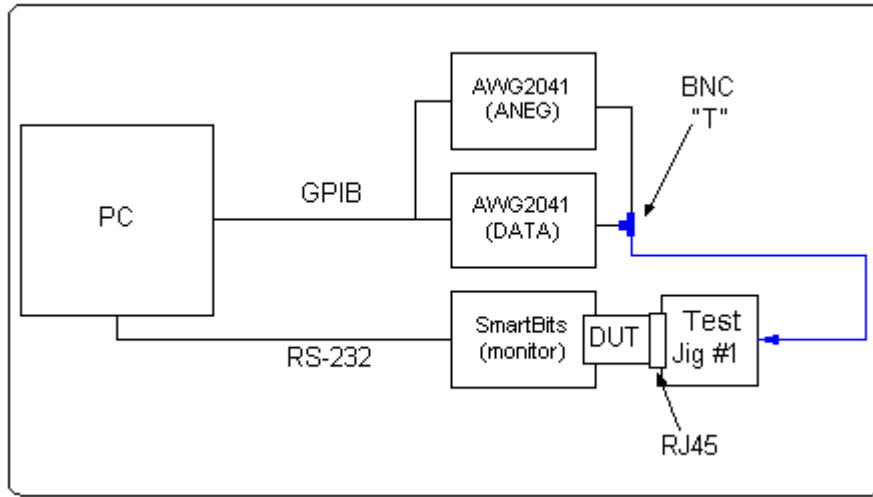 AWG2041
(ANEG)
BNC
"T"
GPIB
PC
AWG2041
(DATA)
SmartBits
(monitor)
DUT
Test
Jig #1
RS-232
RJ45